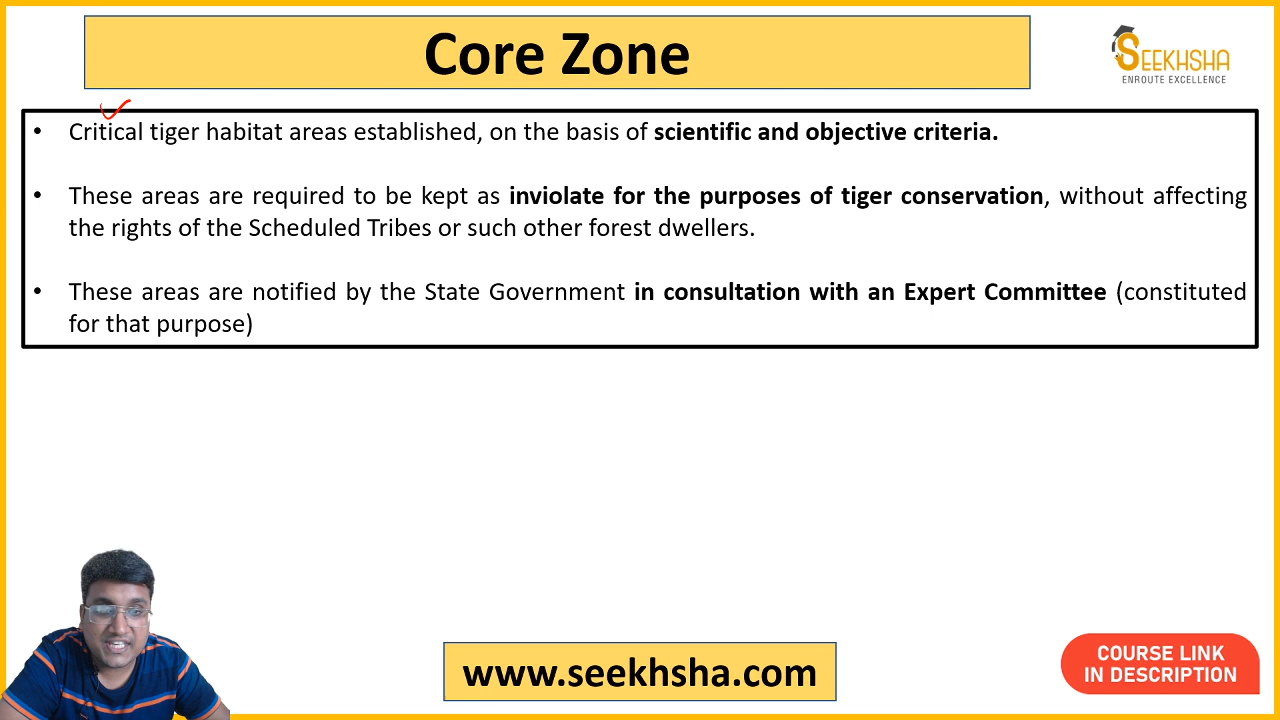 Core Zone
SEEKHSHA
ENROUTE EXCELLENCE
• Critical tiger habitat areas established, on the basis of scientific and objective criteria.
• These areas are required to be kept as inviolate for the purposes of tiger conservation, without affecting
the rights of the Scheduled Tribes or such other forest dwellers.
• These areas are notified by the State Government in consultation with an Expert Committee (constituted
for that purpose)
www.seekhsha.com
COURSE LINK
IN DESCRIPTION